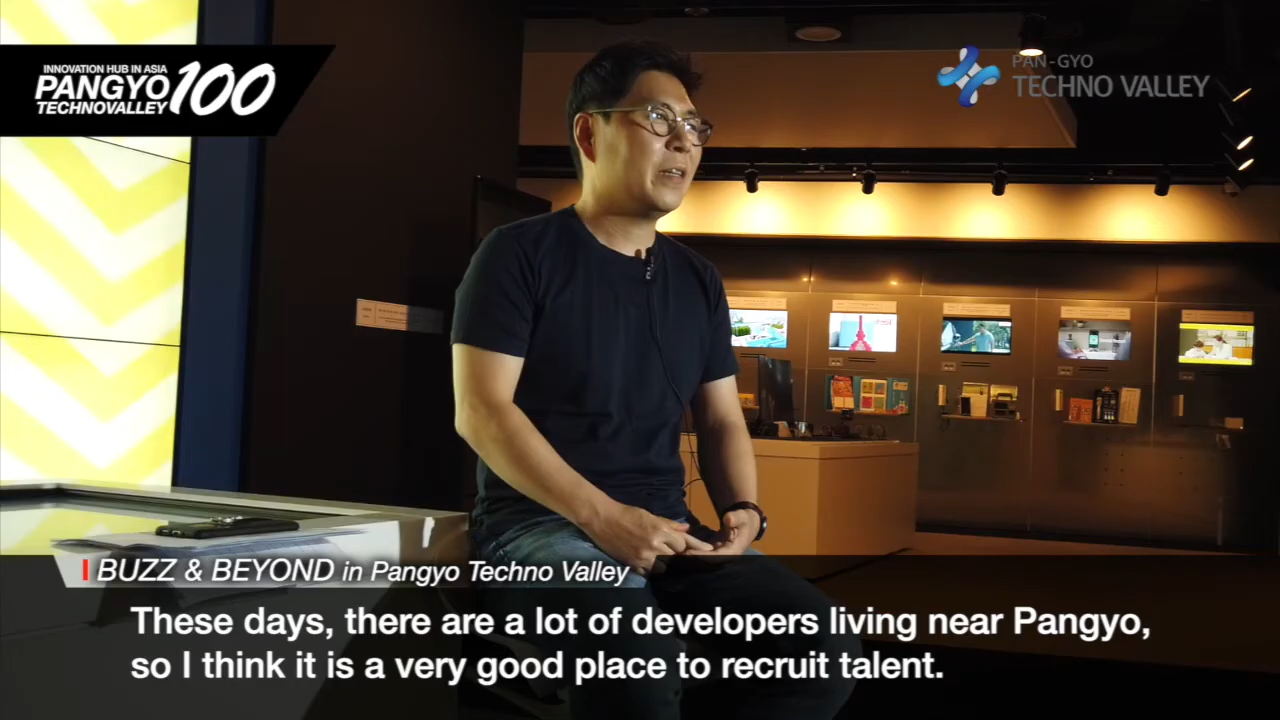 INNOVATION HUB IN ASIA
PANGYO
TECHNOVALLEY
100
PAN-GYO
TECHNO VALLEY
BUZZ & BEYOND in Pangyo Techno Valley
These days, there are a lot of developers living near Pangyo,
so I think it is a very good place to recruit talent.